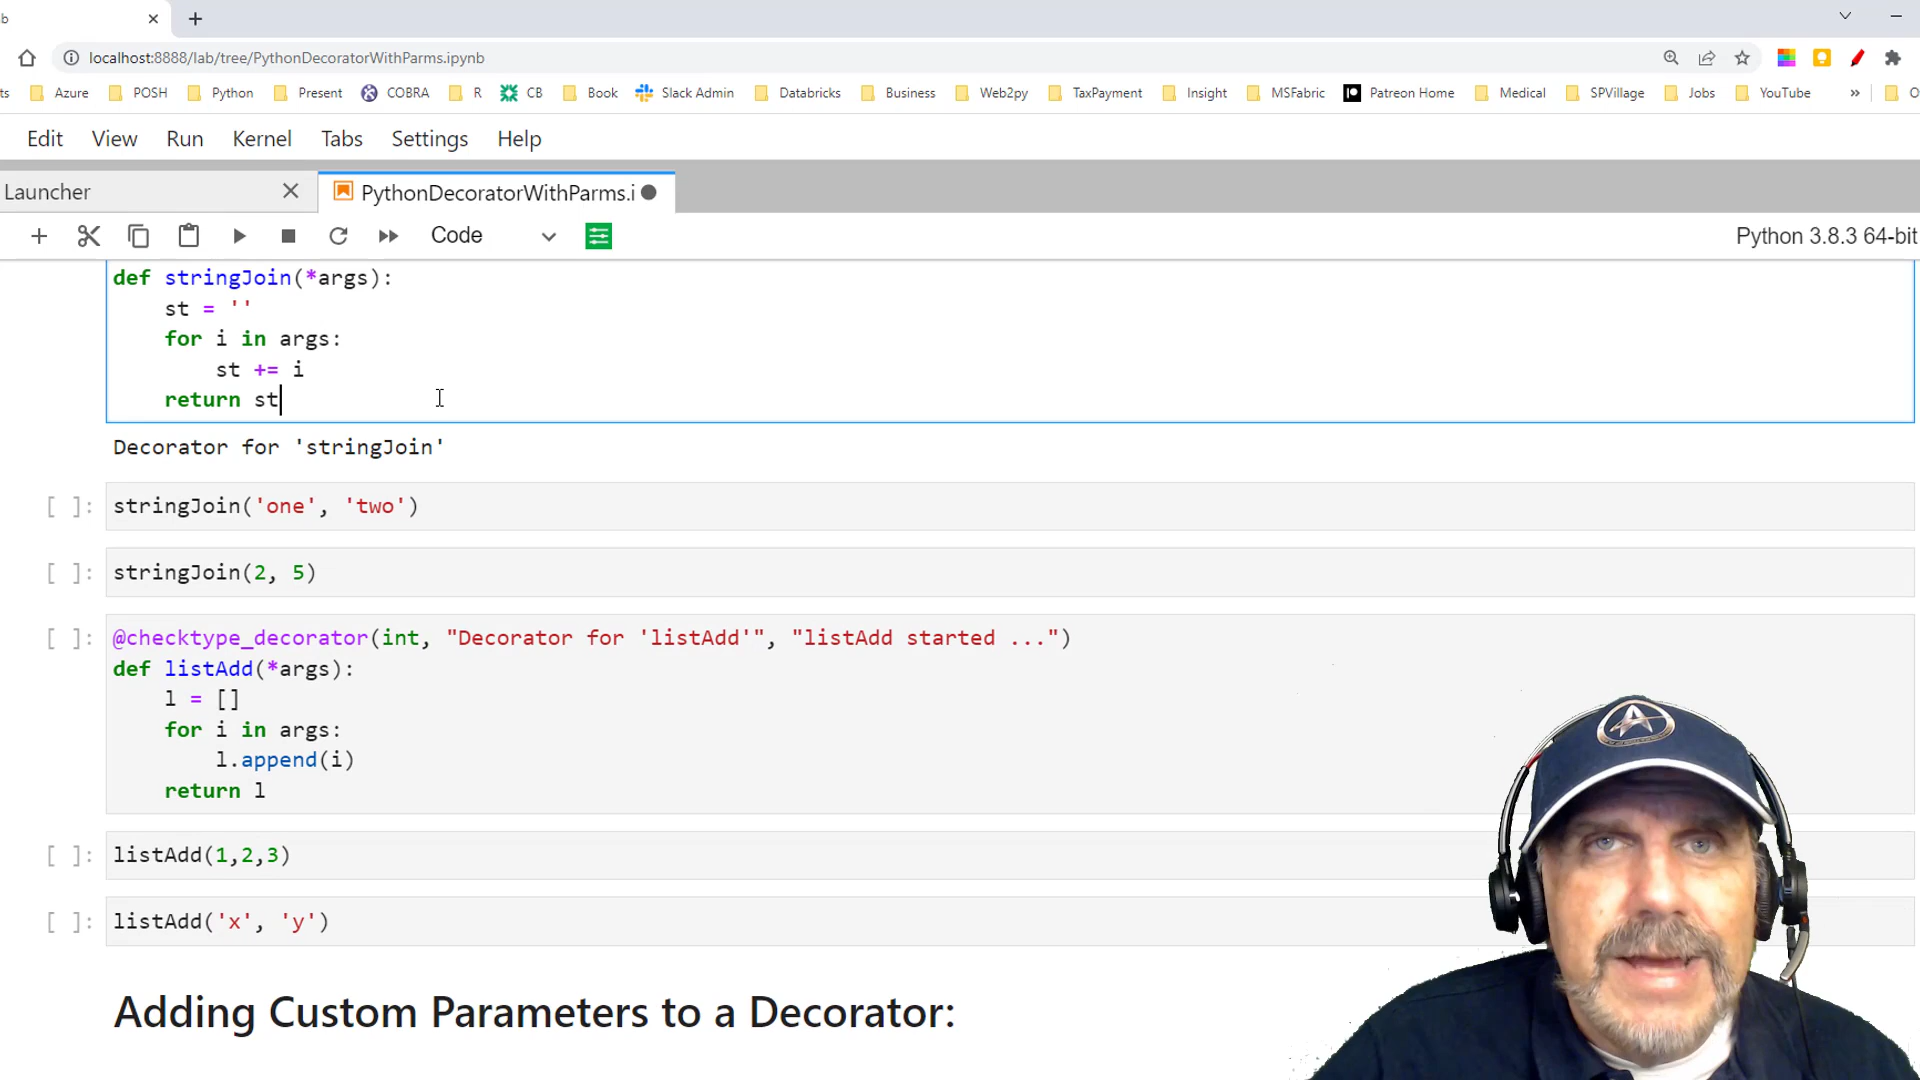 b
localhost:8888/lab/tree/PythonDecoratorWithParms.ipynb
ts Azure POSH Python Present COBRA R CB Book Slack Admin Databricks Business Web2py TaxPayment Insight MSFabric Patreon Home Medical SPVillage Jobs YouTube » O
Edit View Run Kernel Tabs Settings Help
Launcher PythonDecoratorWithParms.i
Code Python 3.8.3 64-bit
def stringJoin(*args):
st = ''
for i in args:
st += i
return st
Decorator for 'stringJoin'
[ ]: stringJoin('one', 'two')
[ ]: stringJoin(2, 5)
[ ]: @checktype_decorator(int, "Decorator for 'listAdd'", "listAdd started ...")
def listAdd(*args):
l = []
for i in args:
l.append(i)
return l
[ ]: listAdd(1,2,3)
[ ]: listAdd('x', 'y')
Adding Custom Parameters to a Decorator: